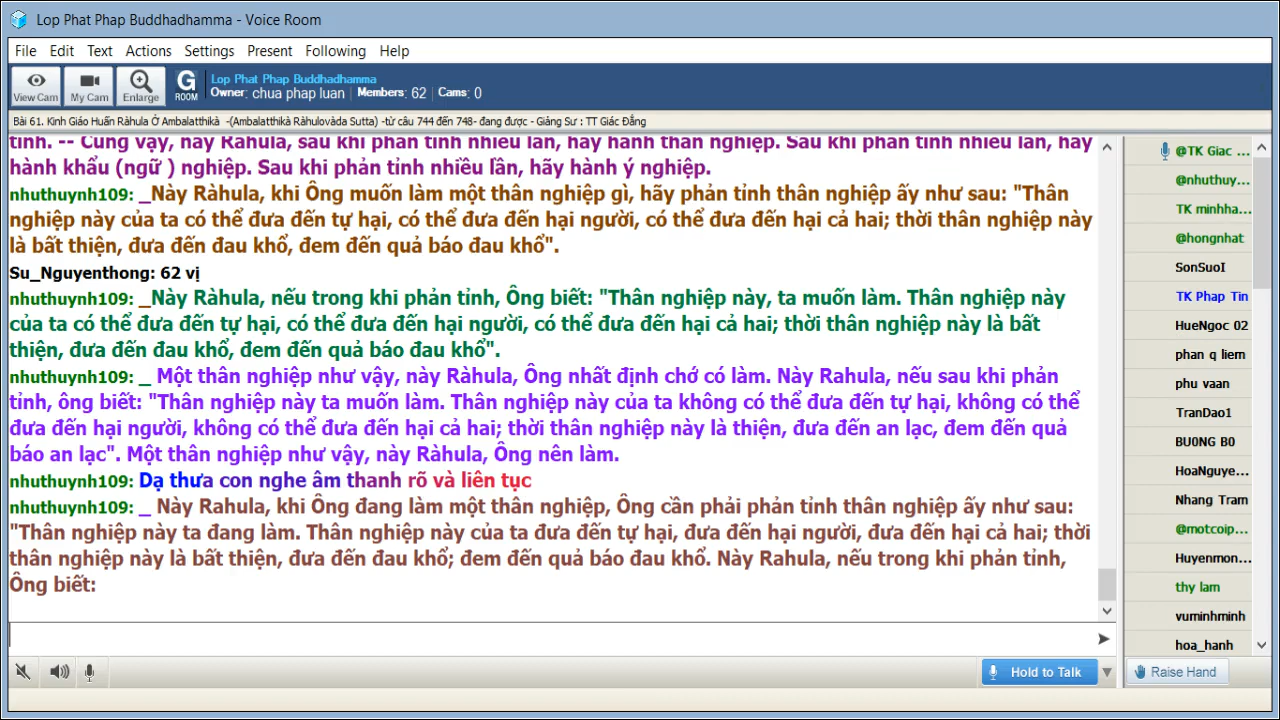 Lop Phat Phap Buddhadhamma - Voice Room
File Edit Text Actions Settings Present Following Help
View Cam My Cam Enlarge G ROOM
Lop Phat Phap Buddhadhamma
Owner: chua phap luan | Members: 62 | Cams: 0
Bài 61. Kinh Giáo Huấn Ràhula Ở Ambalatthikà -(Ambalatthikà Ràhulovàda Sutta) -từ câu 744 đến 748- đang được - Giảng Sư : TT Giác Đẳng
tỉnh. -- Cũng vậy, này Rahula, sau khi phản tỉnh nhiều lần, hãy hành thân nghiệp. Sau khi phản tỉnh nhiều lần, hãy
hành khẩu (ngữ ) nghiệp. Sau khi phản tỉnh nhiều lần, hãy hành ý nghiệp.
nhuthuynh109: _Này Ràhula, khi Ông muốn làm một thân nghiệp gì, hãy phản tỉnh thân nghiệp ấy như sau: "Thân
nghiệp này của ta có thể đưa đến tự hại, có thể đưa đến hại người, có thể đưa đến hại cả hai; thời thân nghiệp này
là bất thiện, đưa đến đau khổ, đem đến quả báo đau khổ".
Su_Nguyenthong: 62 vị
nhuthuynh109: _Này Ràhula, nếu trong khi phản tỉnh, Ông biết: "Thân nghiệp này, ta muốn làm. Thân nghiệp này
của ta có thể đưa đến tự hại, có thể đưa đến hại người, có thể đưa đến hại cả hai; thời thân nghiệp này là bất
thiện, đưa đến đau khổ, đem đến quả báo đau khổ".
nhuthuynh109: _ Một thân nghiệp như vậy, này Ràhula, Ông nhất định chớ có làm. Này Rahula, nếu sau khi phản
tỉnh, ông biết: "Thân nghiệp này ta muốn làm. Thân nghiệp này của ta không có thể đưa đến tự hại, không có thể
đưa đến hại người, không có thể đưa đến hại cả hai; thời thân nghiệp này là thiện, đưa đến an lạc, đem đến quả
báo an lạc". Một thân nghiệp như vậy, này Ràhula, Ông nên làm.
nhuthuynh109: Dạ thưa con nghe âm thanh rõ và liên tục
nhuthuynh109: _ Này Rahula, khi Ông đang làm một thân nghiệp, Ông cần phải phản tỉnh thân nghiệp ấy như sau:
"Thân nghiệp này ta đang làm. Thân nghiệp này của ta đưa đến tự hại, đưa đến hại người, đưa đến hại cả hai; thời
thân nghiệp này là bất thiện, đưa đến đau khổ; đem đến quả báo đau khổ. Này Rahula, nếu trong khi phản tỉnh,
Ông biết:
@TK Giac ...
@nhuthuy...
TK minhha...
@hongnhat
SonSuoI
TK Phap Tin
HueNgoc 02
phan q liem
phu vaan
TranDao1
BU0NG B0
HoaNguye...
Nhang Tram
@motcoip...
Huyenmon...
thy lam
vuminhminh
hoa_hanh
Hold to Talk
Raise Hand